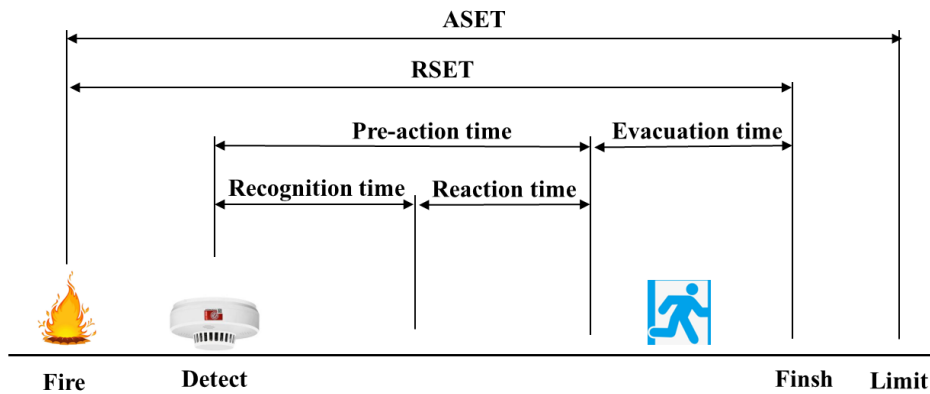 ASET
RSET
Pre-action time
Evacuation time
Recognition time
Reaction time
Fire
Detect
Finsh
Limit